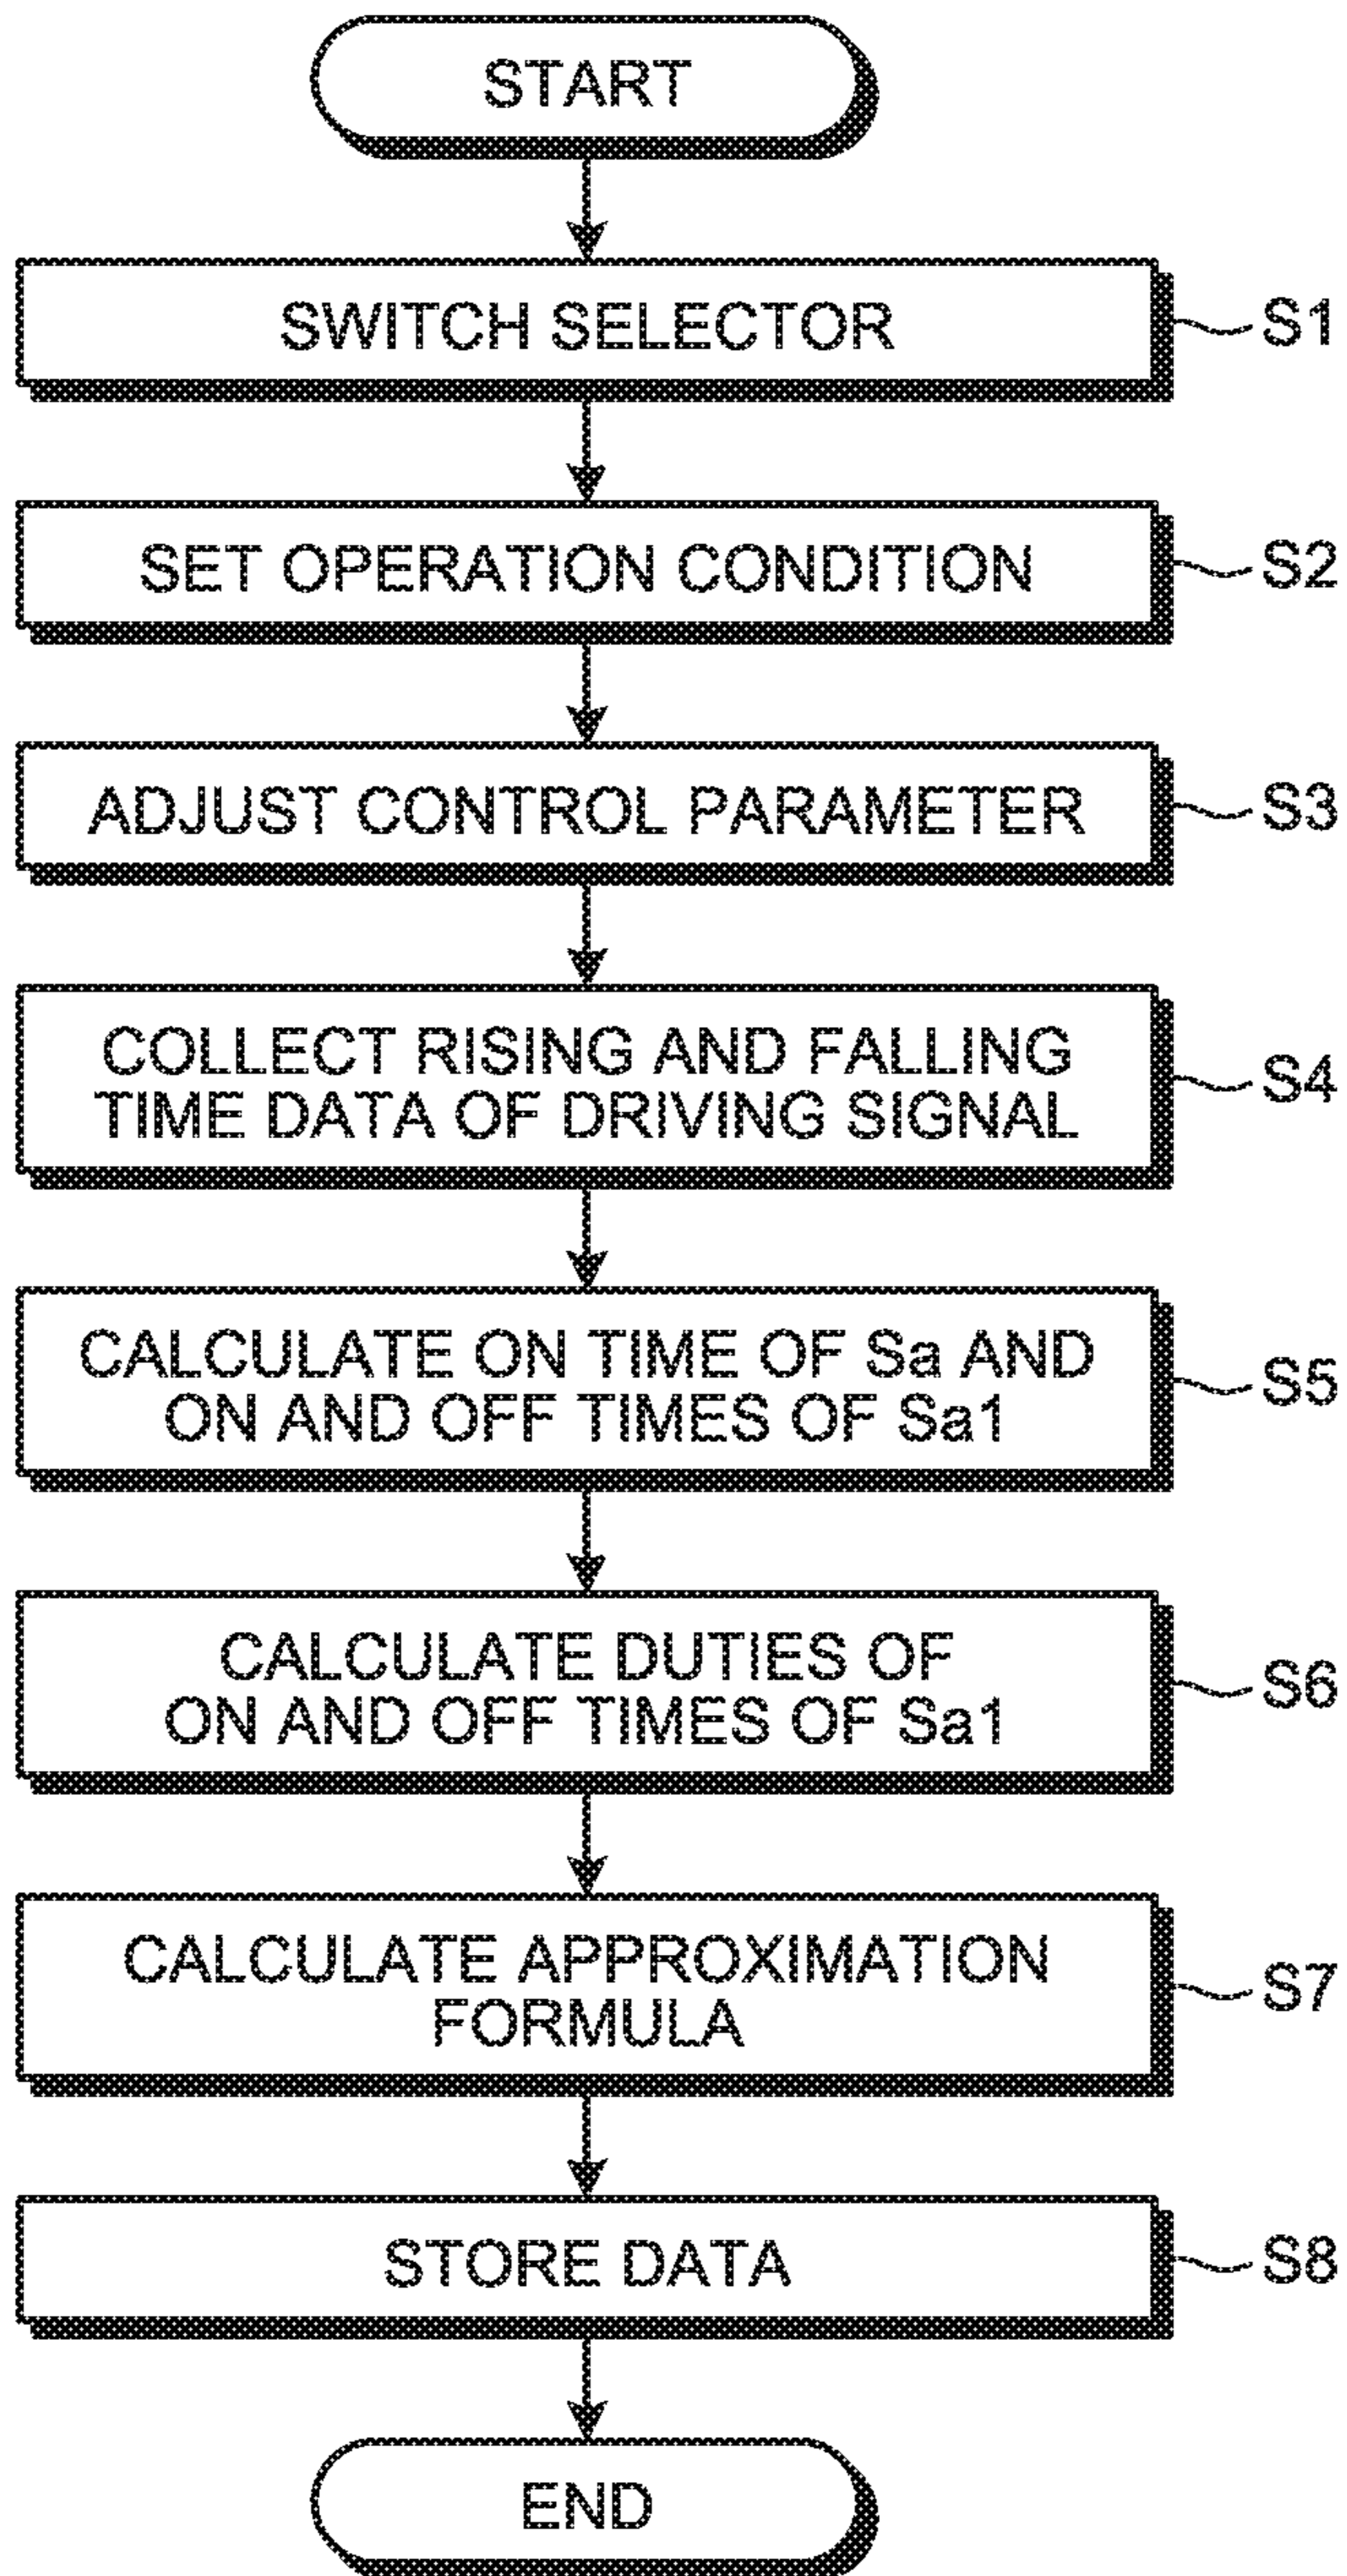 START
SWITCH SELECTOR
S1
SET OPERATION CONDITION
S2
ADJUST CONTROL PARAMETER
S3
COLLECT RISING AND FALLING
TIME DATA OF DRIVING SIGNAL
S4
CALCULATE ON TIME OF Sa AND
ON AND OFF TIMES OF Sa1
S5
CALCULATE DUTIES OF
ON AND OFF TIMES OF Sa1
S6
CALCULATE APPROXIMATION
FORMULA
S7
STORE DATA
S8
END